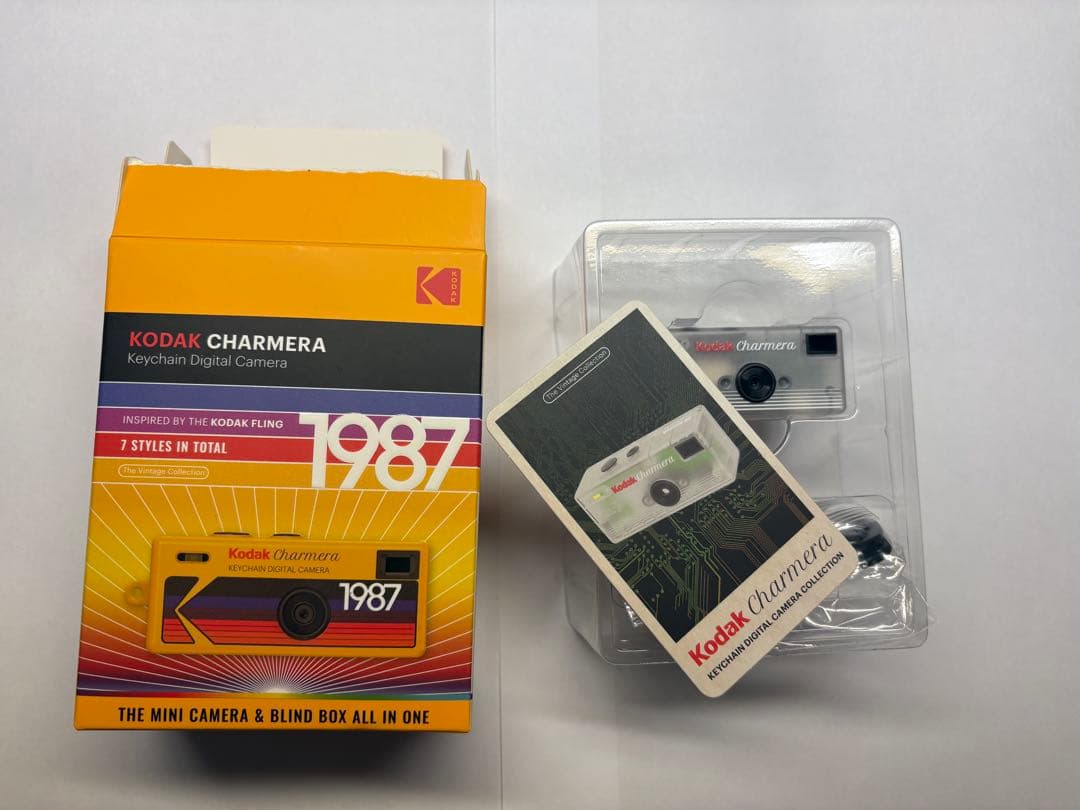 KODAK
KODAK CHARMERA
Keychain Digital Camera
INSPIRED BY THE KODAK FLING
7 STYLES IN TOTAL
1987
The Vintage Collection
Kodak Charmera
KEYCHAIN DIGITAL CAMERA
1987
THE MINI CAMERA & BLIND BOX ALL IN ONE
Kodak Charmera
The Vintage Collection
Kodak Charmera
Kodak Charmera
KEYCHAIN DIGITAL CAMERA COLLECTION